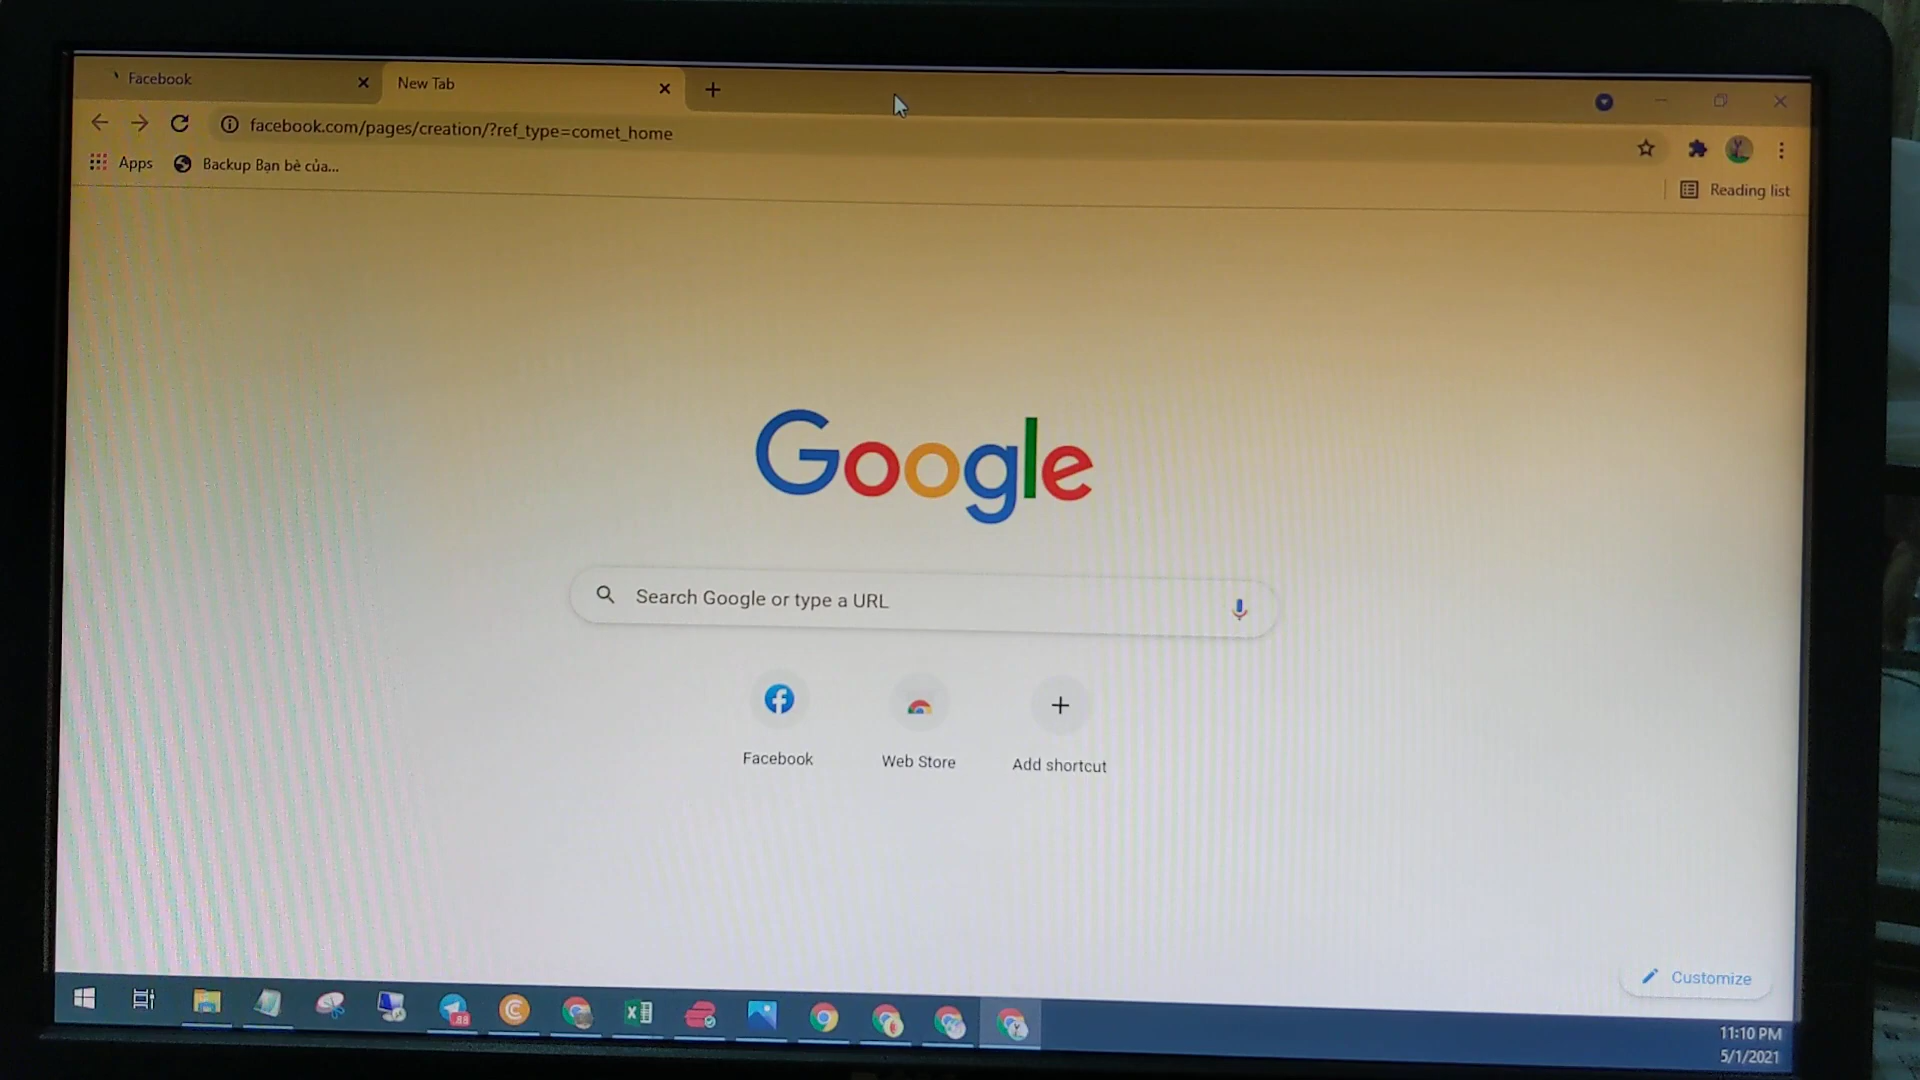 Facebook
New Tab
facebook.com/pages/creation/?ref_type=comet_home
Apps
Backup Bạn bè của...
Reading list
Google
Search Google or type a URL
Facebook
Web Store
Add shortcut
Customize
88
11:10 PM
5/1/2021